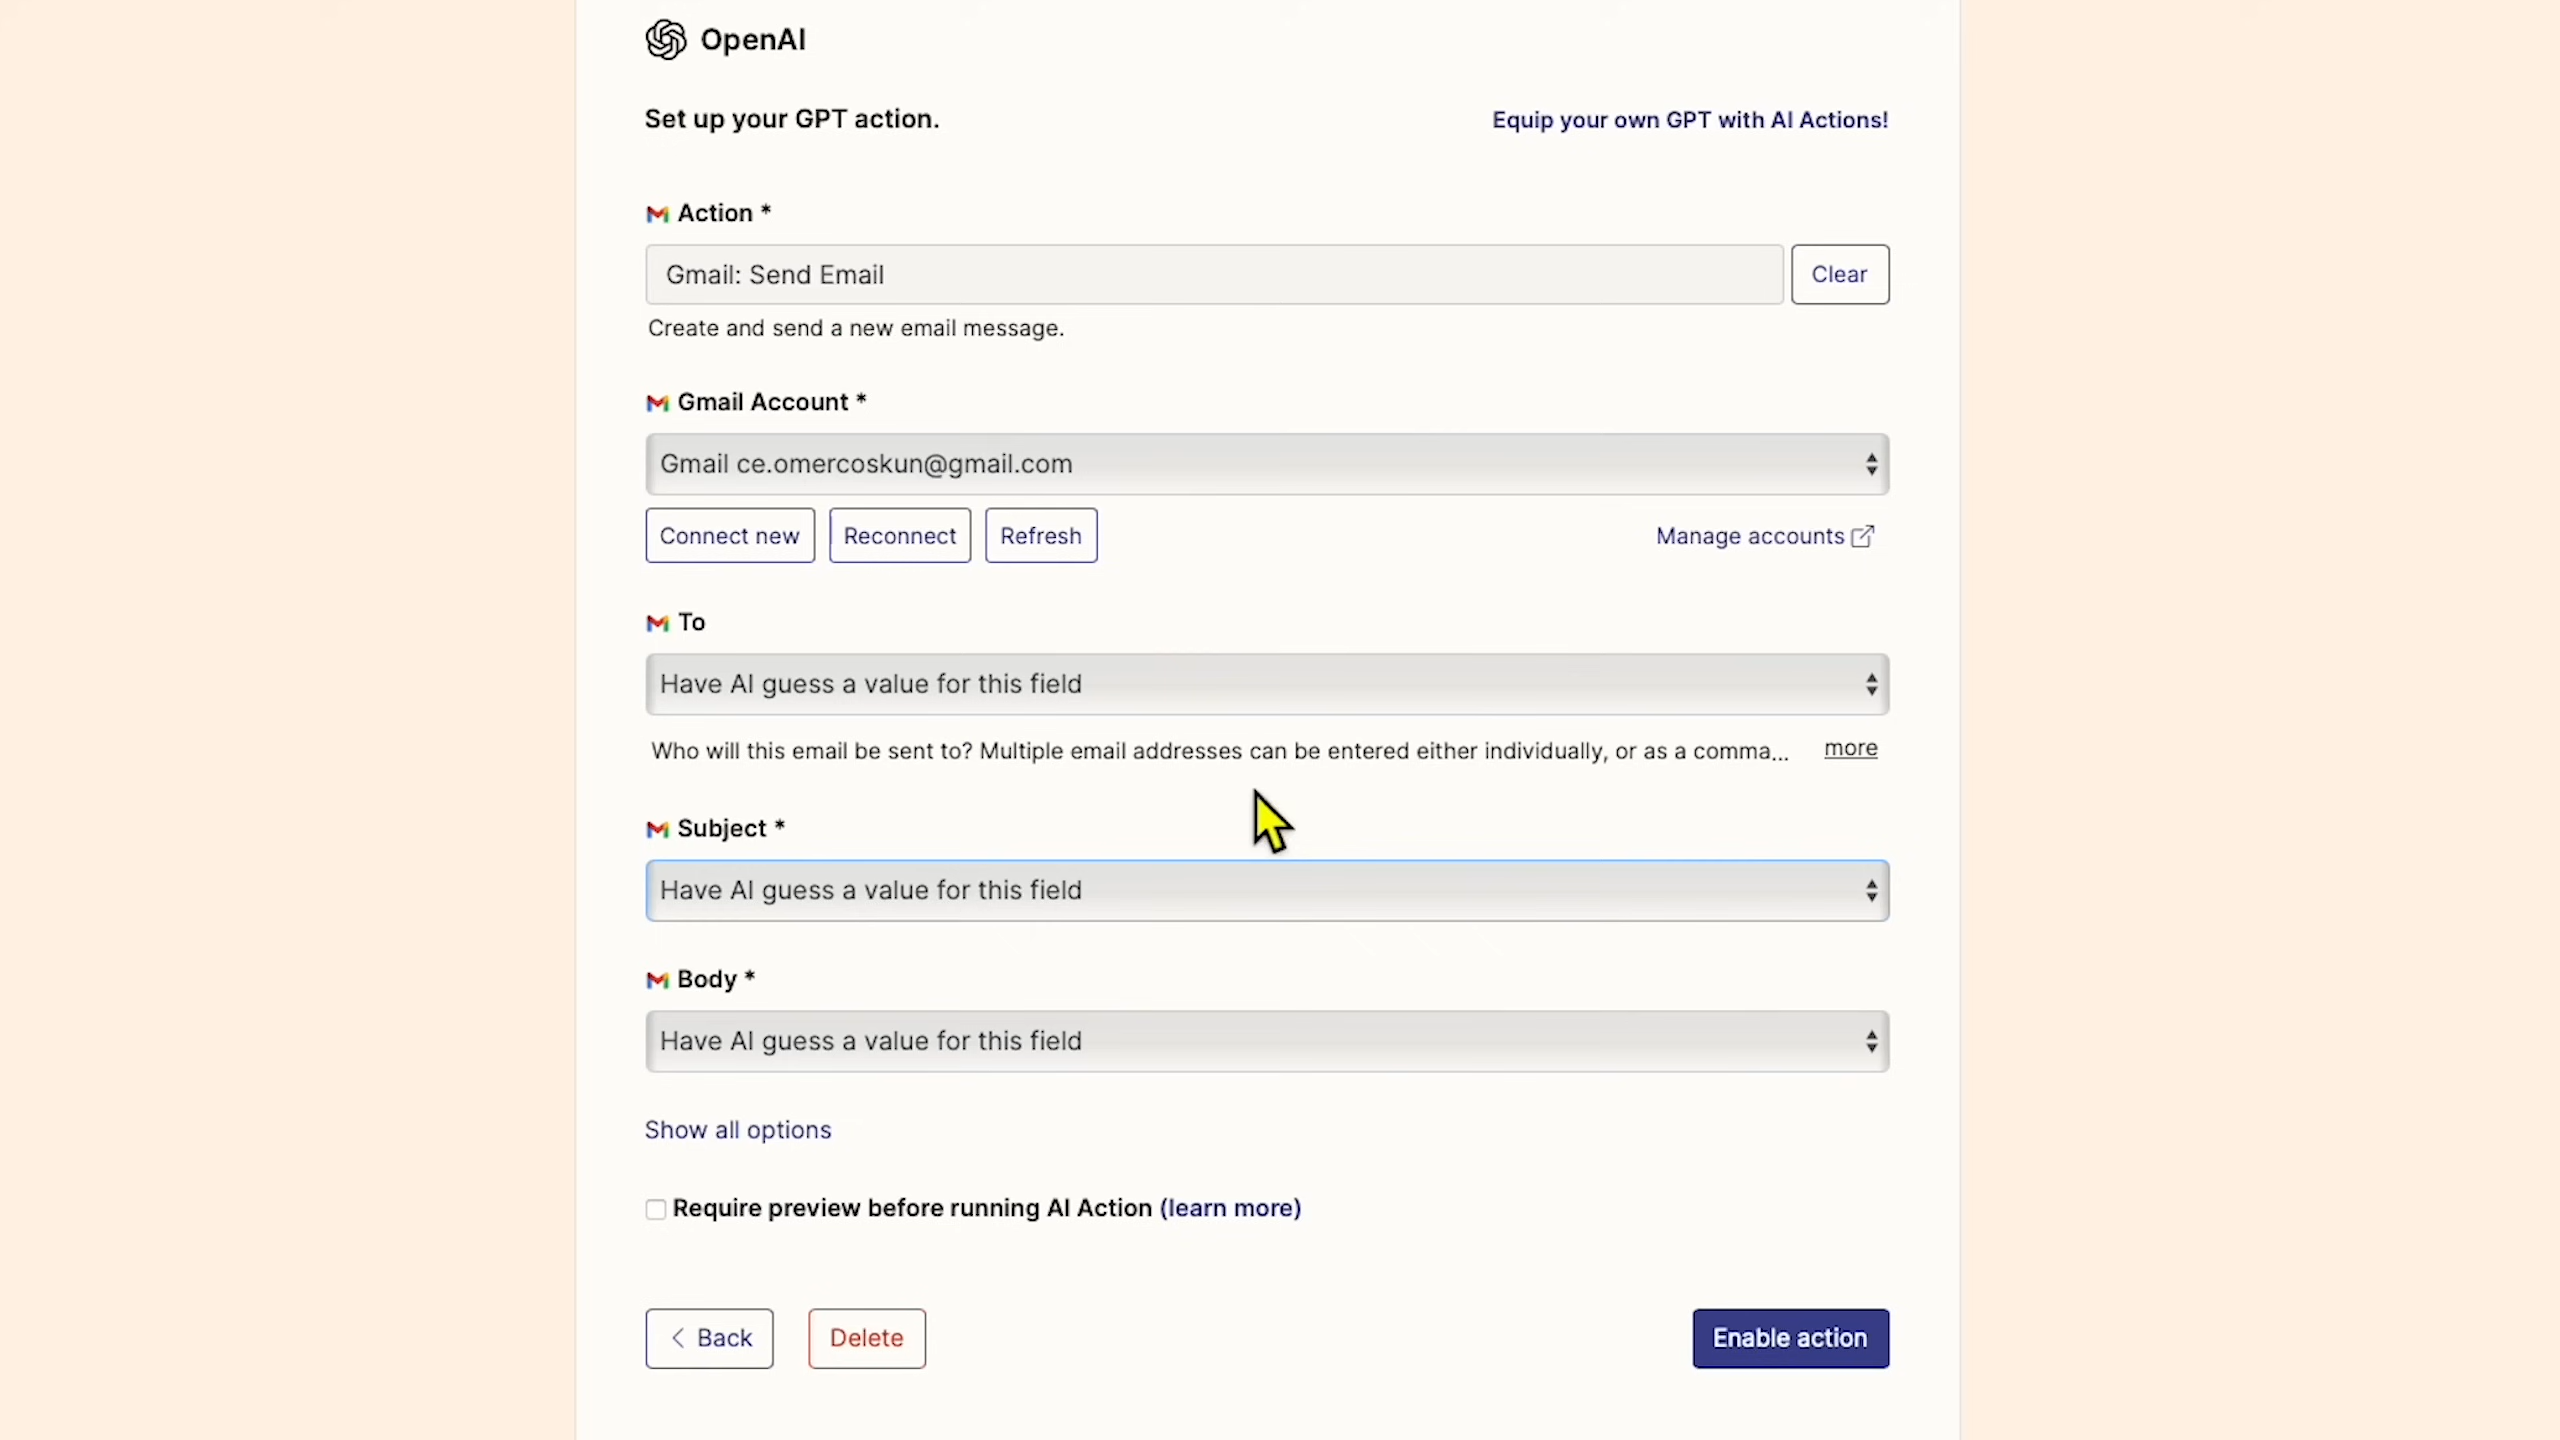 OpenAI
Set up your GPT action.
Equip your own GPT with AI Actions!
Action *
Gmail: Send Email
Clear
Create and send a new email message.
Gmail Account *
Gmail ce.omercoskun@gmail.com
Connect new
Reconnect
Refresh
Manage accounts
To
Have AI guess a value for this field
Who will this email be sent to? Multiple email addresses can be entered either individually, or as a comma...
more
Subject *
Have AI guess a value for this field
Body *
Have AI guess a value for this field
Show all options
Require preview before running AI Action (learn more)
Back
Delete
Enable action